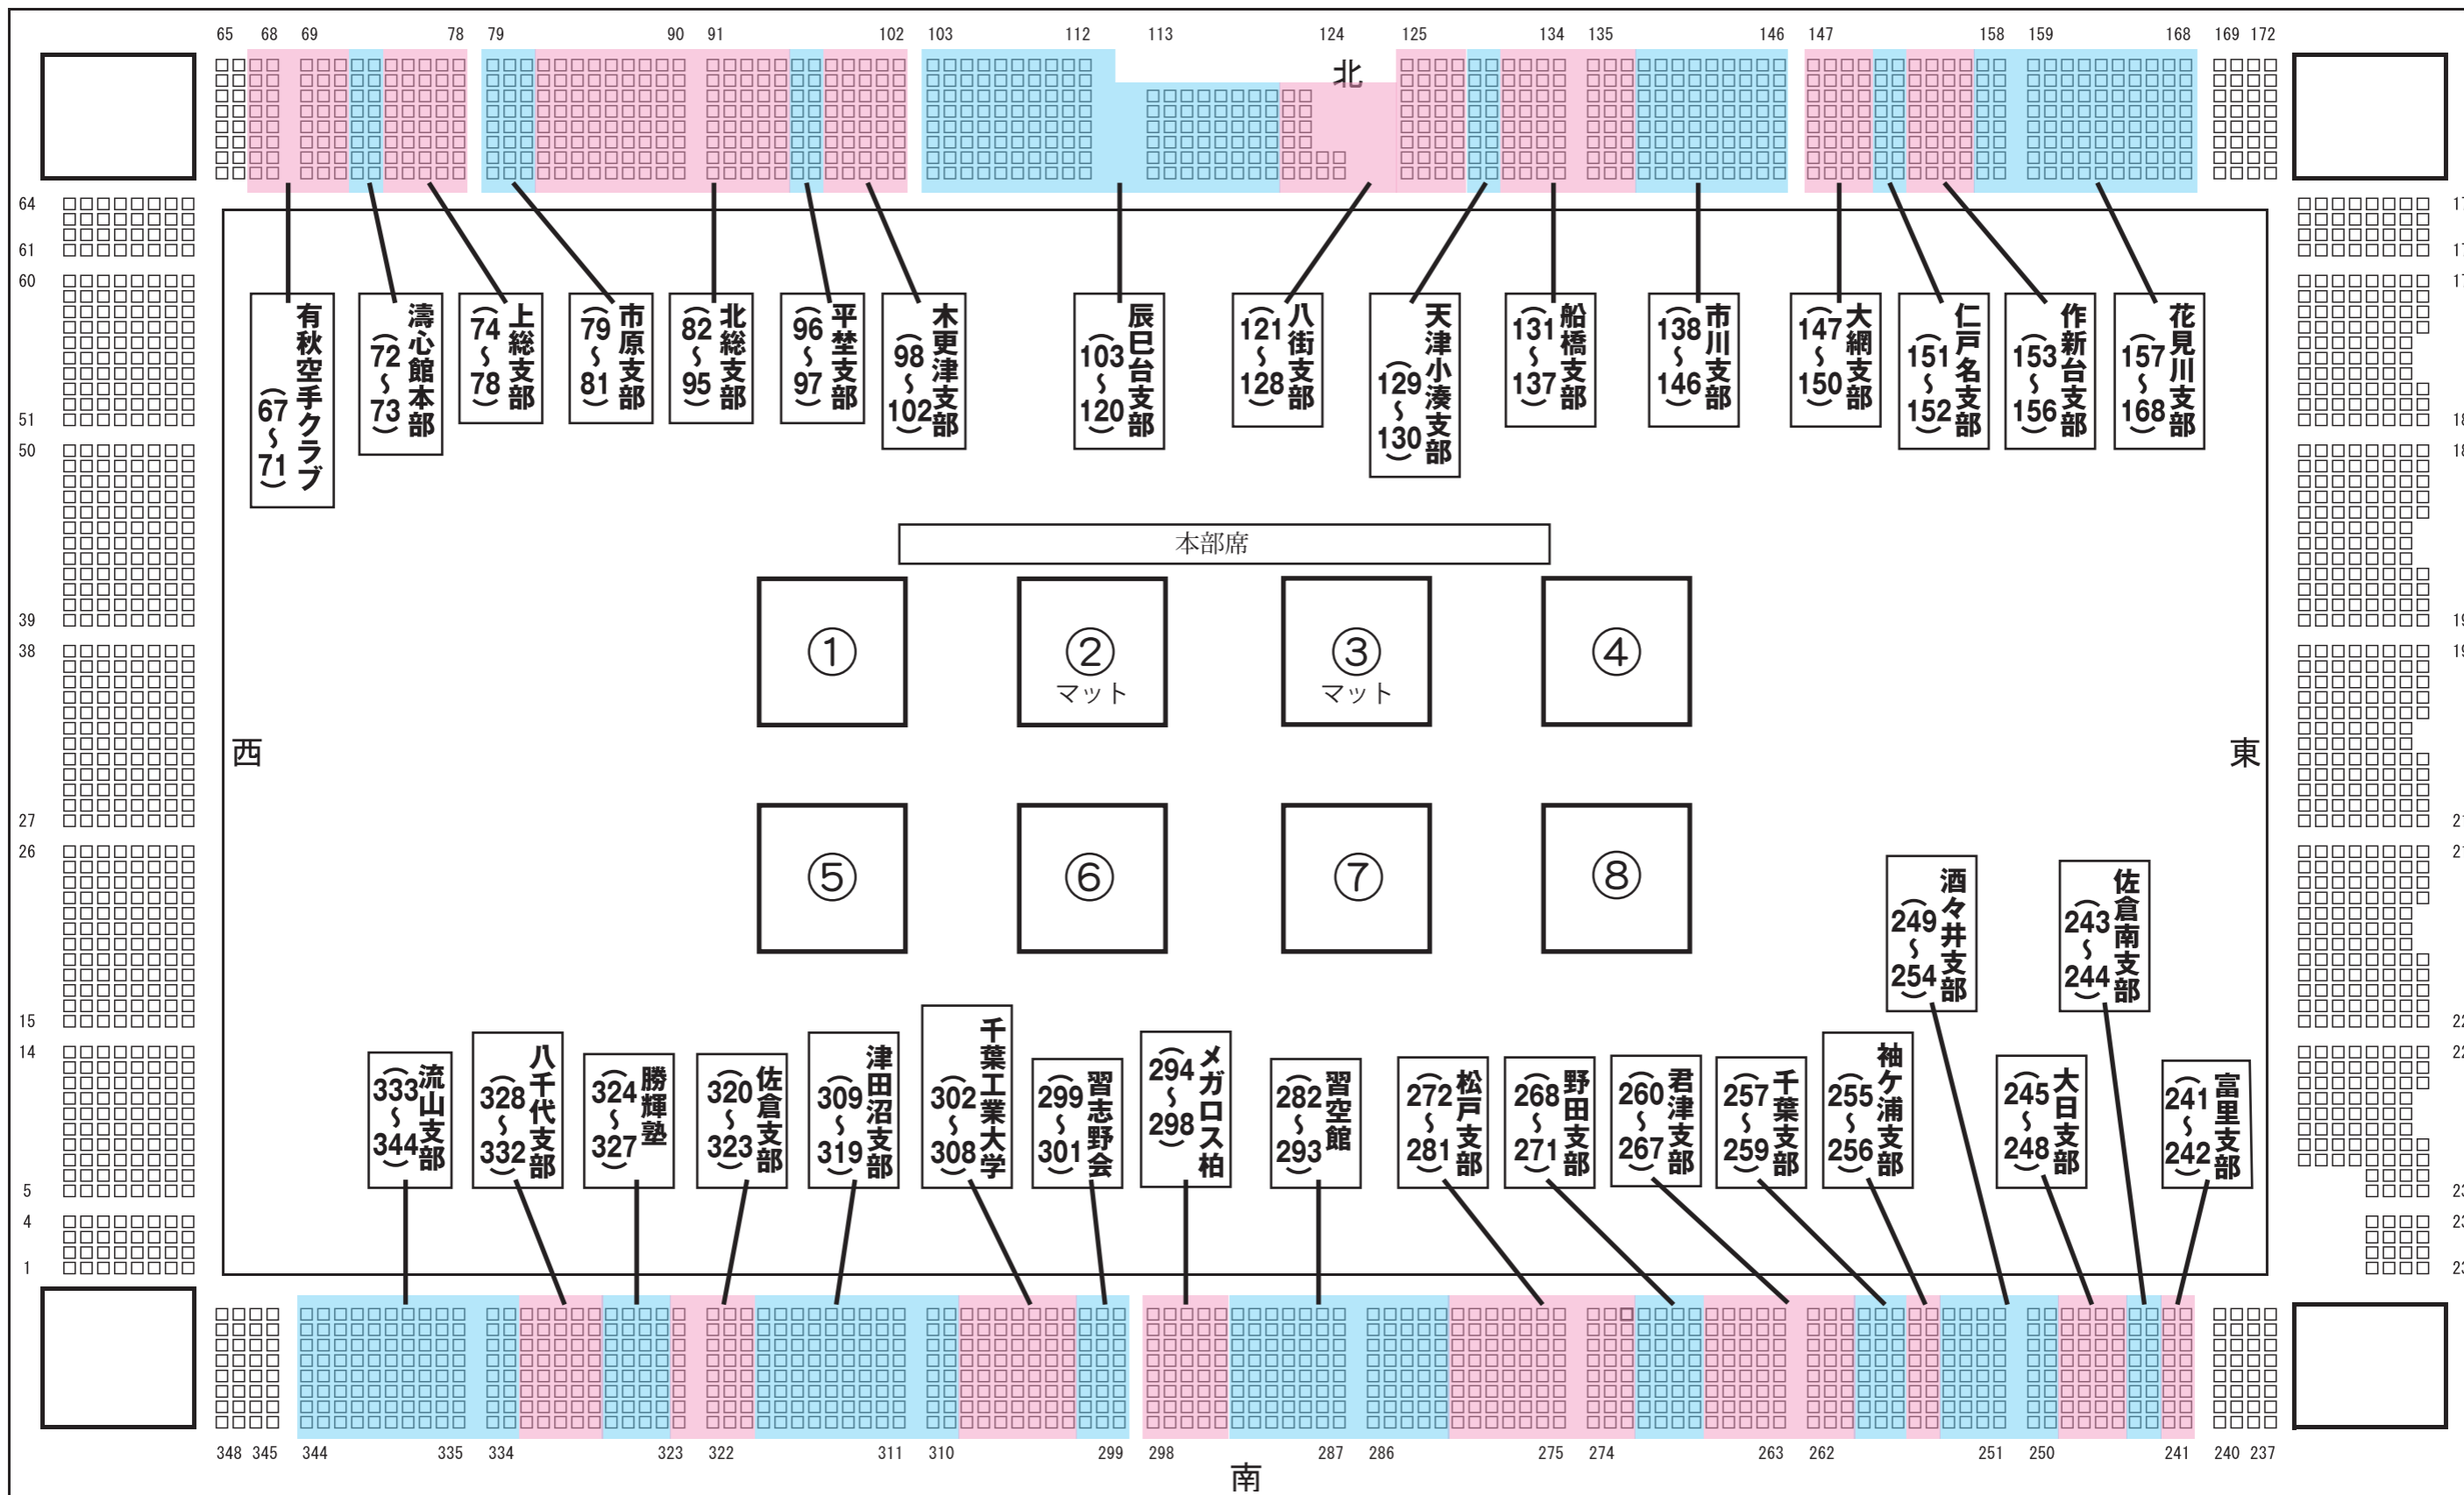 65 68 69 78 79 90 91 102 103 112 113 124 125 134 135 146 147 158 159 168 169 172
北
64
61
60
51
50
39
38
27
26
15
14
5
4
1
有秋空手クラブ
(67〜71)
濤心館本部
(72〜73)
上総支部
(74〜78)
市原支部
(79〜81)
北総支部
(82〜95)
平埜支部
(96〜97)
木更津支部
(98〜102)
辰巳台支部
(103〜120)
八街支部
(121〜128)
天津小湊支部
(129〜130)
船橋支部
(131〜137)
市川支部
(138〜146)
大網支部
(147〜150)
仁戸名支部
(151〜152)
作新台支部
(153〜156)
花見川支部
(157〜168)
本部席
①
②
マット
③
マット
④
西
東
⑤
⑥
⑦
⑧
流山支部
(333〜344)
八千代支部
(328〜332)
勝輝塾
(324〜327)
佐倉支部
(320〜323)
津田沼支部
(309〜319)
千葉工業大学
(302〜308)
習志野会
(299〜301)
メガロス柏
(294〜298)
習空館
(282〜293)
松戸支部
(272〜281)
野田支部
(268〜271)
君津支部
(260〜267)
千葉支部
(257〜259)
袖ケ浦支部
(255〜256)
酒々井支部
(249〜254)
大日支部
(245〜248)
佐倉南支部
(243〜244)
富里支部
(241〜242)
348 345 344 335 334 323 322 311 310 299 298 287 286 275 274 263 262 251 250 241 240 237
南